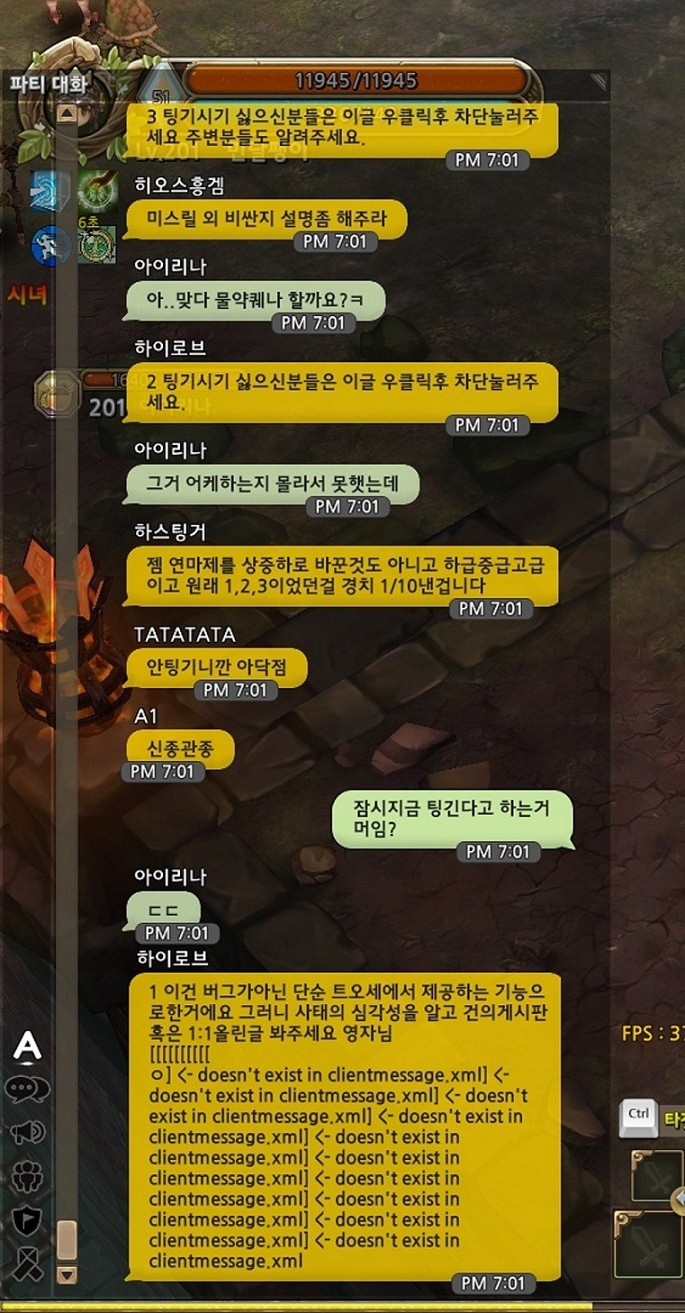 11945/11945
파티 대화
51
3 팅기시기 싫으신분들은 이글 우클릭후 차단눌러주
세요 주변분들도 알려주세요.
Lv.201
PM 7:01
히오스흥겜
미스릴 외 비싼지 설명좀 해주라
PM 7:01
6초
시녀
아이리나
아..맞다 물약퀘나 할까요?ㅋ
PM 7:01
하이로브
2 팅기시기 싫으신분들은 이글 우클릭후 차단눌러주
세요.
PM 7:01
201
아이리나
그거 어케하는지 몰라서 못햇는데
PM 7:01
하스팅거
젬 연마제를 상중하로 바꾼것도 아니고 하급중급고급
이고 원래 1,2,3이었던걸 경치 1/10낸겁니다
PM 7:01
TATATATA
안팅기니깐 아닥점
PM 7:01
A1
신종관종
PM 7:01
잠시지금 팅긴다고 하는거
머임?
PM 7:01
아이리나
ㄷㄷ
PM 7:01
하이로브
1 이건 버그가아닌 단순 트오세에서 제공하는 기능으
로한거에요 그러니 사태의 심각성을 알고 건의게시판
혹은 1:1올린글 봐주세요 영자님
[[[[[[[[[[
ㅇ] <- doesn't exist in clientmessage.xml] <-
doesn't exist in clientmessage.xml] <- doesn't
exist in clientmessage.xml] <- doesn't exist in
clientmessage.xml] <- doesn't exist in
clientmessage.xml] <- doesn't exist in
clientmessage.xml] <- doesn't exist in
clientmessage.xml] <- doesn't exist in
clientmessage.xml] <- doesn't exist in
clientmessage.xml] <- doesn't exist in
clientmessage.xml
PM 7:01
A
FPS : 37
Ctrl